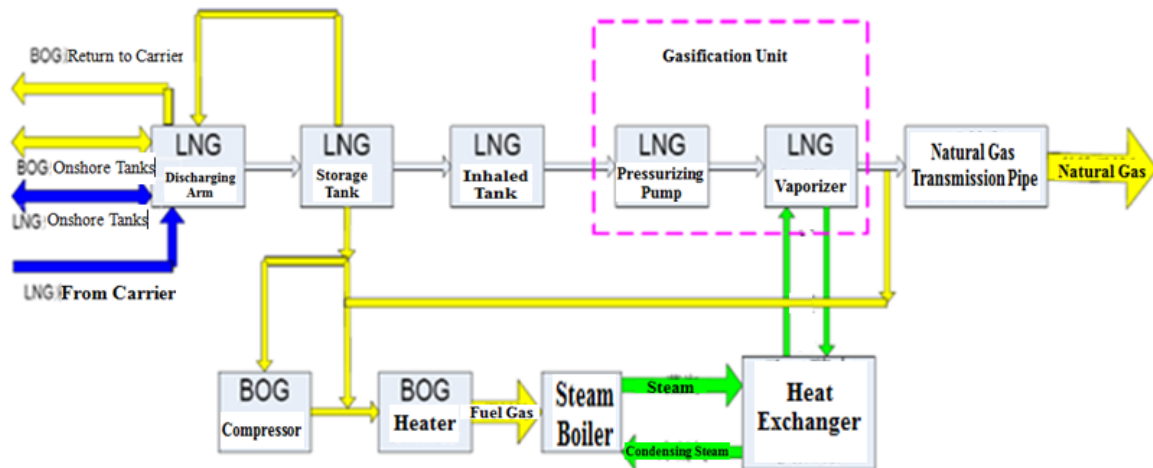 BOG Return to Carrier
BOG Onshore Tanks
LNG Onshore Tanks
LNG From Carrier
LNG
Discharging
Arm
LNG
Storage
Tank
LNG
Inhaled
Tank
Gasification Unit
LNG
Pressurizing
Pump
LNG
Vaporizer
Natural Gas
Transmission Pipe
Natural Gas
BOG
Compressor
BOG
Heater
Fuel Gas
Steam
Boiler
Steam
Condensing Steam
Heat
Exchanger